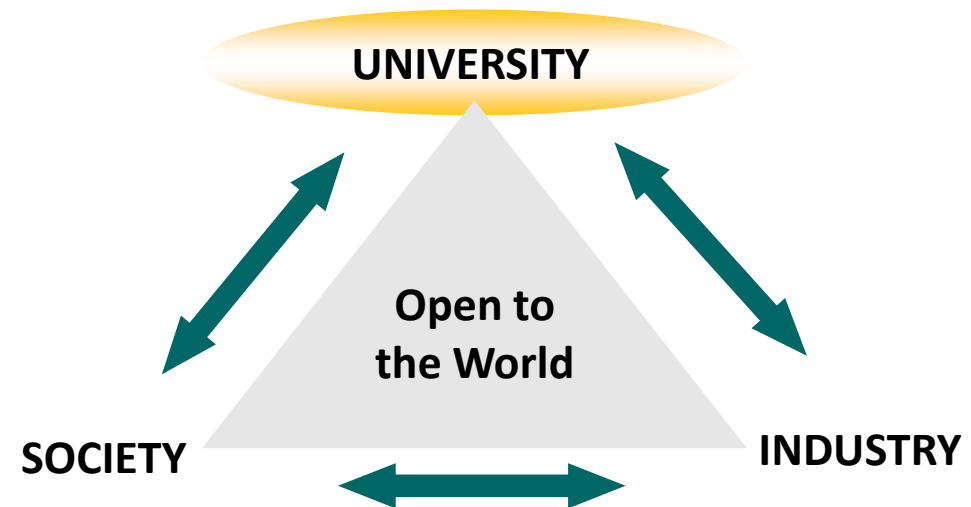 UNIVERSITY
Open to
the World
SOCIETY
INDUSTRY